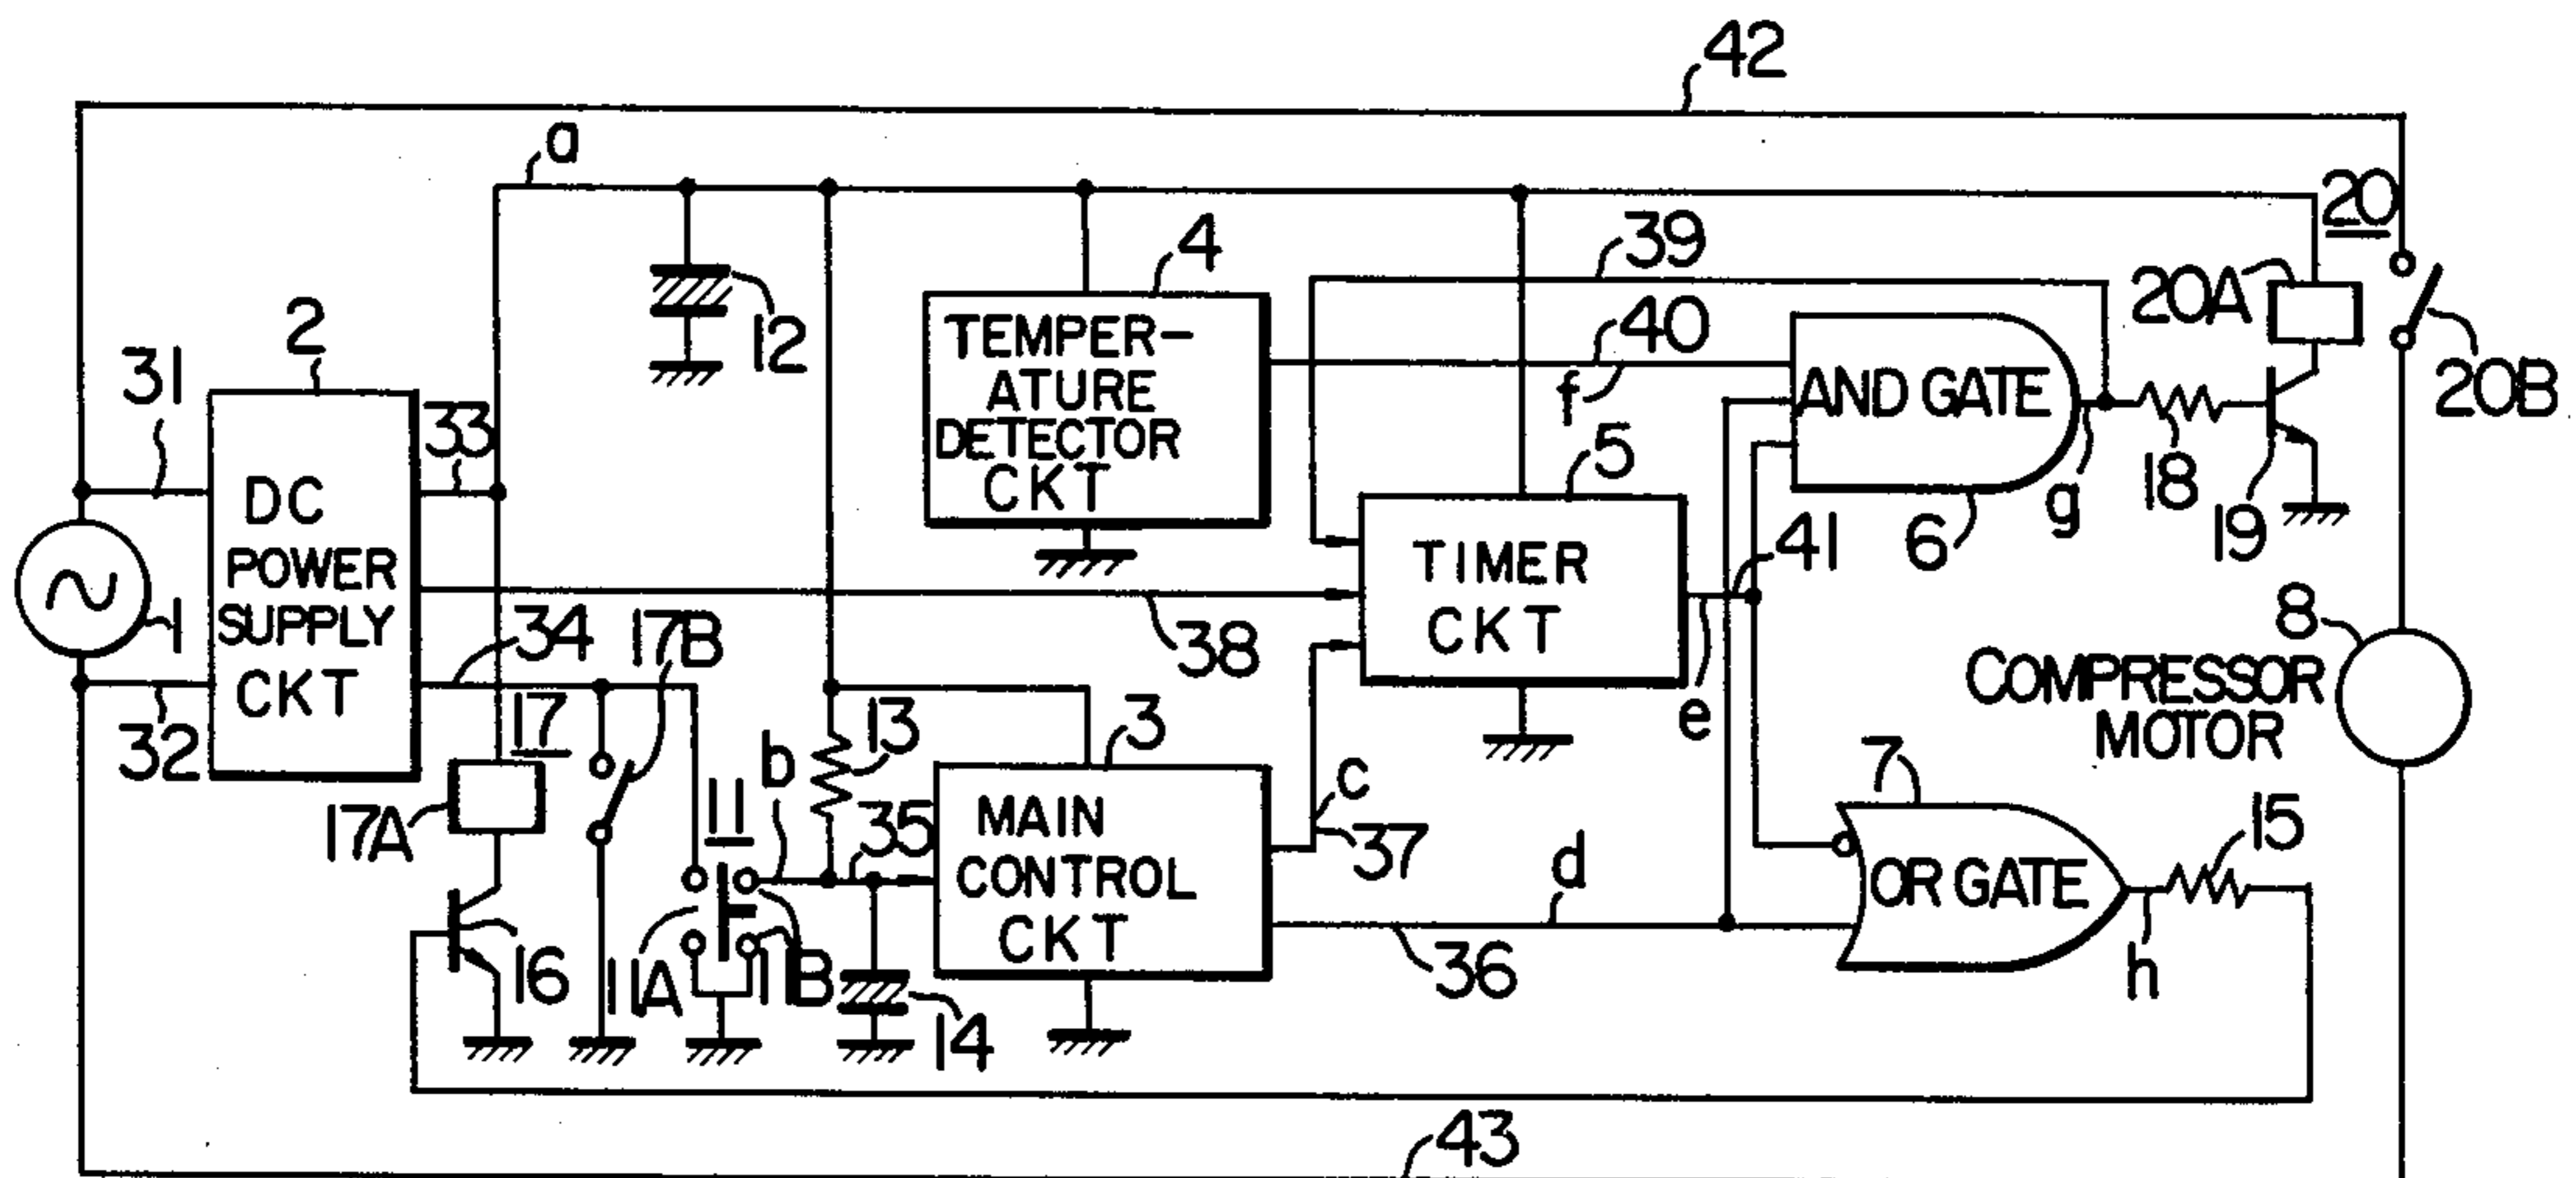 42
a
20
39
4
20A
2
12
TEMPER-
ATURE
DETECTOR
CKT
40
f
AND GATE
20B
31
33
5
g
18
19
DC
POWER
SUPPLY
CKT
6
41
1
34
17B
38
TIMER
CKT
8
COMPRESSOR
MOTOR
32
17
13
3
e
7
b
17A
11
35
MAIN
CONTROL
CKT
c
37
d
OR GATE
15
16
11A
11B
14
36
h
43